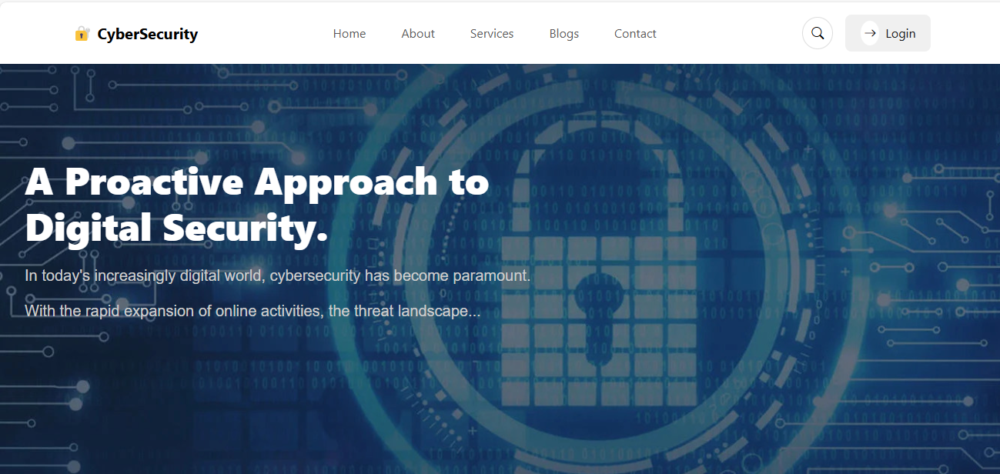 CyberSecurity
Home
About
Services
Blogs
Contact
Login
A Proactive Approach to
Digital Security.
In today's increasingly digital world, cybersecurity has become paramount.
With the rapid expansion of online activities, the threat landscape...